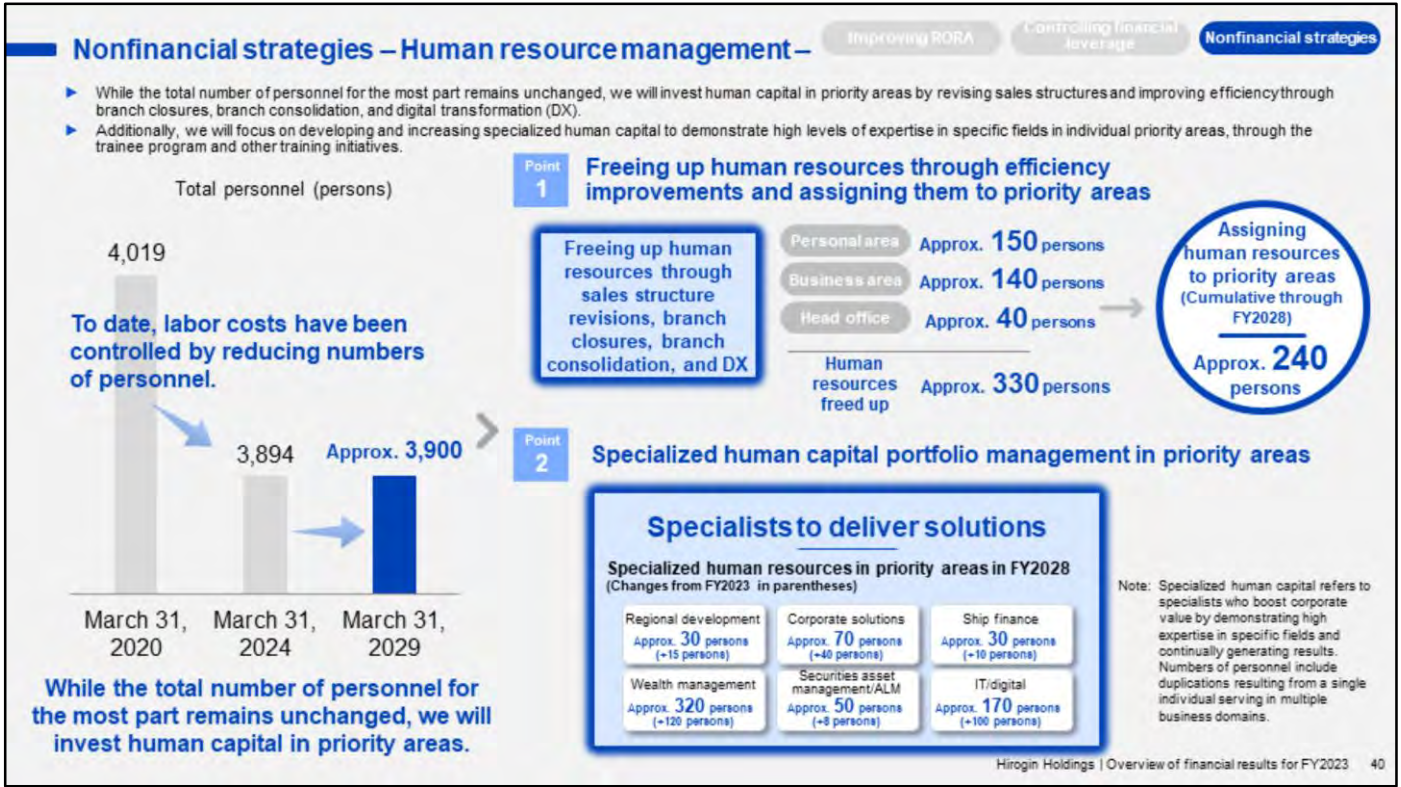 Nonfinancial strategies – Human resource management –
Improving RORA
Controlling financial
leverage
Nonfinancial strategies
While the total number of personnel for the most part remains unchanged, we will invest human capital in priority areas by revising sales structures and improving efficiency through
branch closures, branch consolidation, and digital transformation (DX).
Additionally, we will focus on developing and increasing specialized human capital to demonstrate high levels of expertise in specific fields in individual priority areas, through the
trainee program and other training initiatives.
Total personnel (persons)
4,019
To date, labor costs have been
controlled by reducing numbers
of personnel.
3,894
Approx. 3,900
March 31,
2020
March 31,
2024
March 31,
2029
While the total number of personnel for
the most part remains unchanged, we will
invest human capital in priority areas.
Point
1
Freeing up human resources through efficiency
improvements and assigning them to priority areas
Freeing up human
resources through
sales structure
revisions, branch
closures, branch
consolidation, and DX
Personal area
Approx. 150 persons
Business area
Approx. 140 persons
Head office
Approx. 40 persons
Human
resources
freed up
Approx. 330 persons
Assigning
human resources
to priority areas
(Cumulative through
FY2028)
Approx. 240
persons
Point
2
Specialized human capital portfolio management in priority areas
Specialists to deliver solutions
Specialized human resources in priority areas in FY2028
(Changes from FY2023 in parentheses)
Regional development
Approx. 30 persons
(+15 persons)
Corporate solutions
Approx. 70 persons
(+40 persons)
Ship finance
Approx. 30 persons
(+10 persons)
Wealth management
Approx. 320 persons
(+120 persons)
Securities asset
management/ALM
Approx. 50 persons
(+8 persons)
IT/digital
Approx. 170 persons
(+100 persons)
Note: Specialized human capital refers to
specialists who boost corporate
value by demonstrating high
expertise in specific fields and
continually generating results.
Numbers of personnel include
duplications resulting from a single
individual serving in multiple
business domains.
Hirogin Holdings | Overview of financial results for FY2023 40